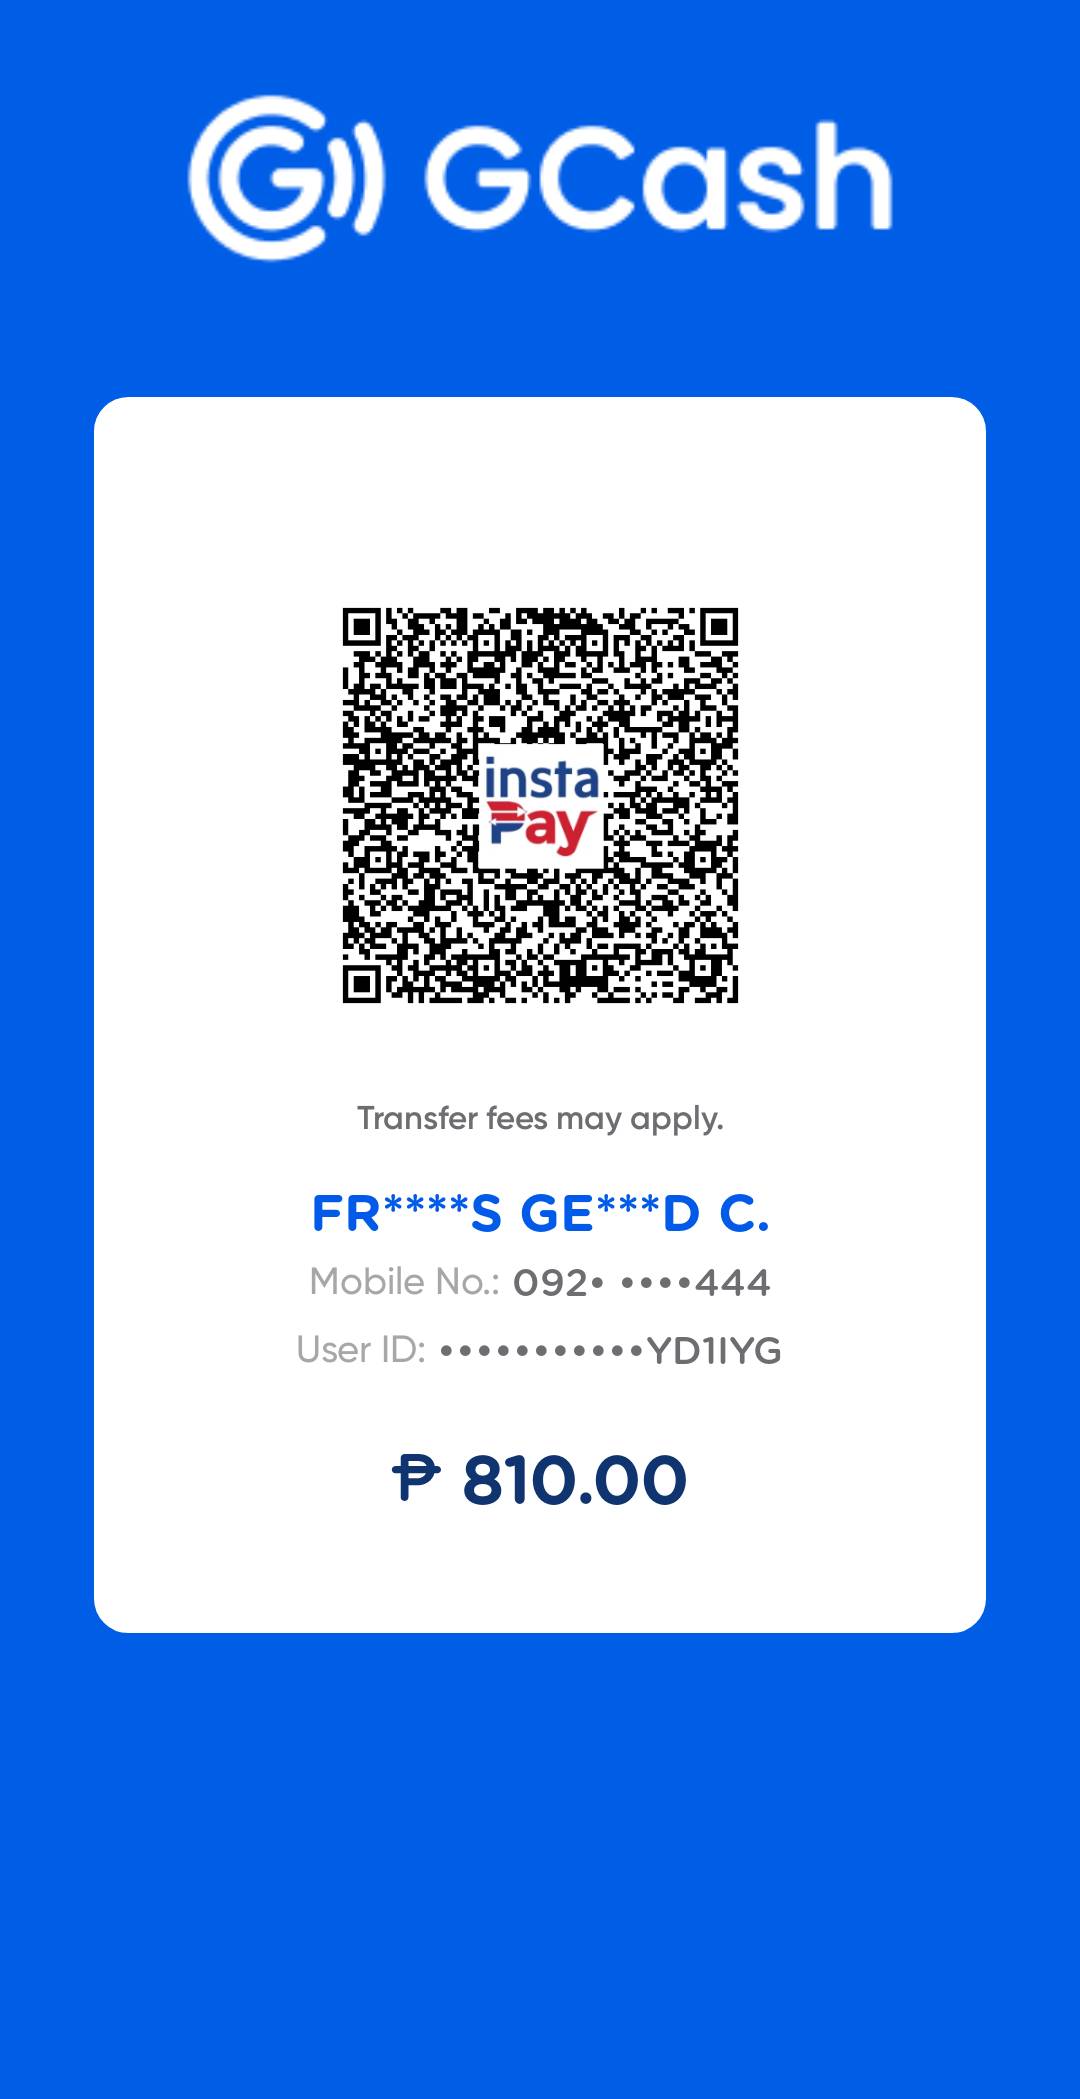 GCash
insta
Pay
Transfer fees may apply.
FR****S GE***D C.
Mobile No.: 092• ••••444
User ID: •••••••••••YD1IYG
₱ 810.00